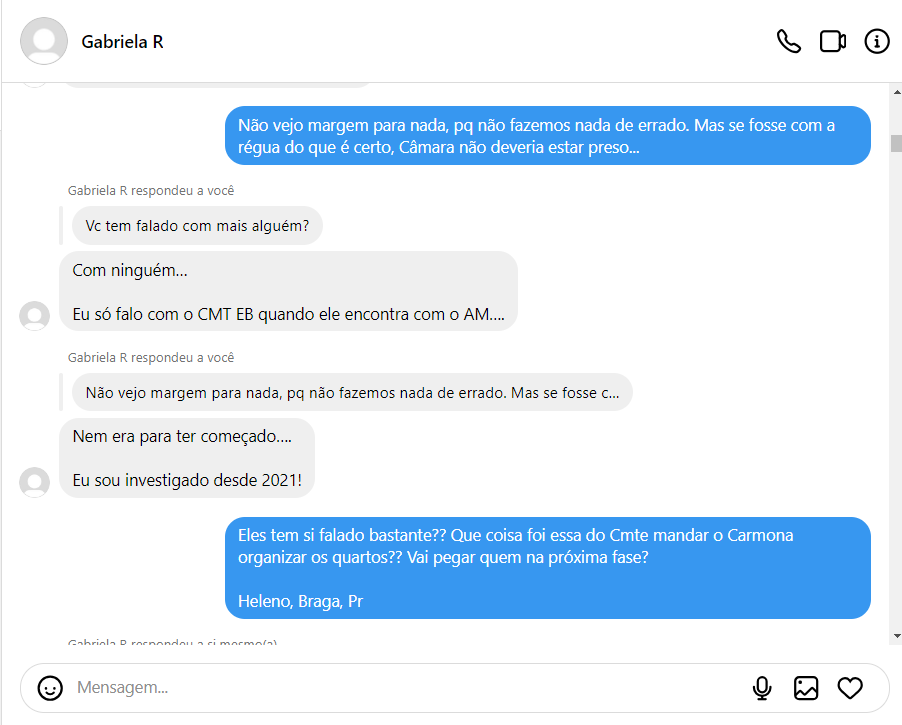 Gabriela R
Não vejo margem para nada, pq não fazemos nada de errado. Mas se fosse com a
régua do que é certo, Câmara não deveria estar preso...
Gabriela R respondeu a você
Vc tem falado com mais alguém?
Com ninguém...
Eu só falo com o CMT EB quando ele encontra com o AM....
Gabriela R respondeu a você
Não vejo margem para nada, pq não fazemos nada de errado. Mas se fosse c...
Nem era para ter começado....
Eu sou investigado desde 2021!
Eles tem si falado bastante?? Que coisa foi essa do Cmte mandar o Carmona
organizar os quartos?? Vai pegar quem na próxima fase?
Heleno, Braga, Pr
Gabriela R respondeu a si mesmo(a)
Mensagem...